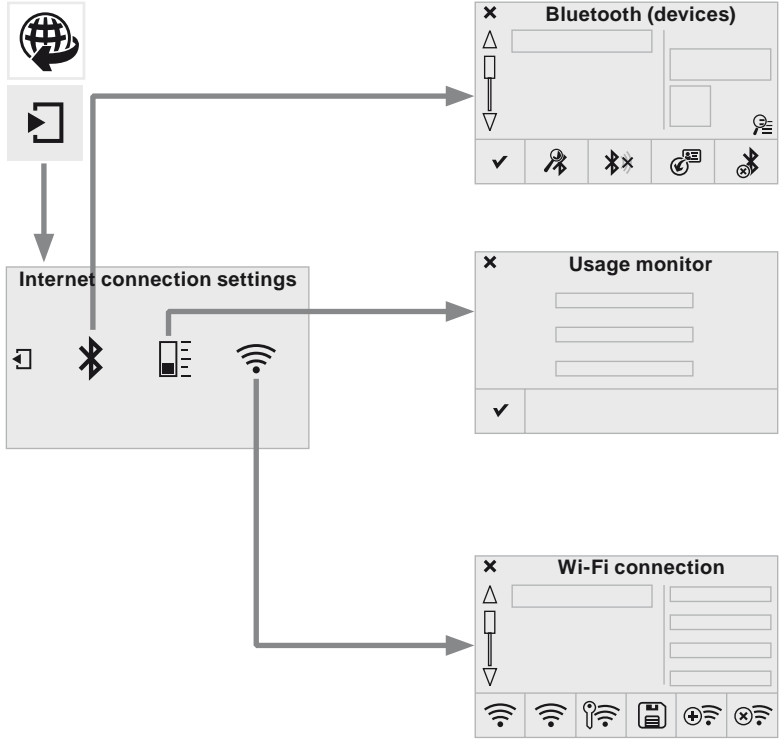 Bluetooth (devices)
Internet connection settings
Usage monitor
Wi-Fi connection